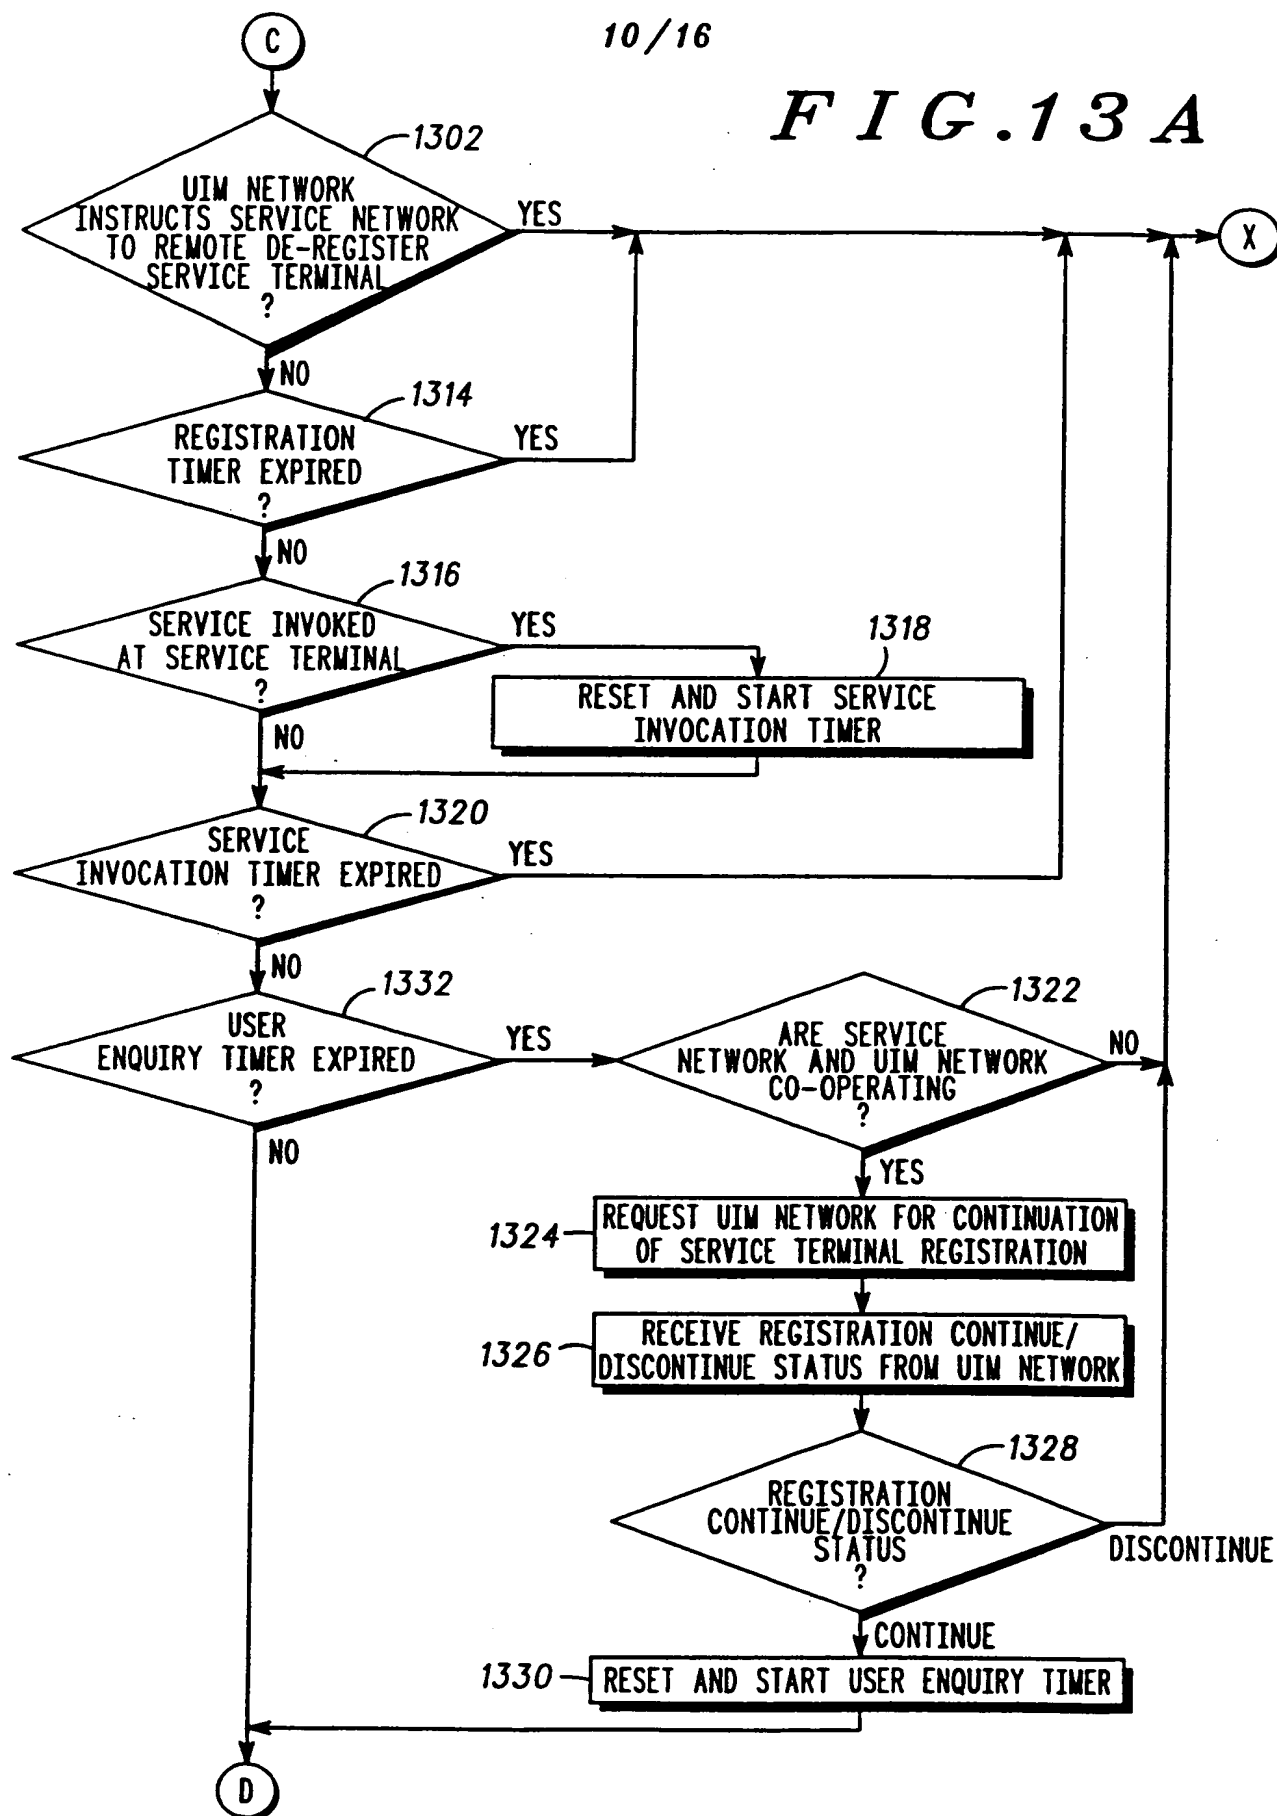 C
10/16
FIG.13A
1302
UIM NETWORK
INSTRUCTS SERVICE NETWORK
TO REMOTE DE-REGISTER
SERVICE TERMINAL
?
YES
X
NO
1314
REGISTRATION
TIMER EXPIRED
?
YES
NO
1316
SERVICE INVOKED
AT SERVICE TERMINAL
?
YES
1318
RESET AND START SERVICE
INVOCATION TIMER
NO
1320
SERVICE
INVOCATION TIMER EXPIRED
?
YES
NO
1332
USER
ENQUIRY TIMER EXPIRED
?
YES
1322
ARE SERVICE
NETWORK AND UIM NETWORK
CO-OPERATING
?
NO
NO
YES
1324
REQUEST UIM NETWORK FOR CONTINUATION
OF SERVICE TERMINAL REGISTRATION
1326
RECEIVE REGISTRATION CONTINUE/
DISCONTINUE STATUS FROM UIM NETWORK
1328
REGISTRATION
CONTINUE/DISCONTINUE
STATUS
?
DISCONTINUE
CONTINUE
1330
RESET AND START USER ENQUIRY TIMER
D